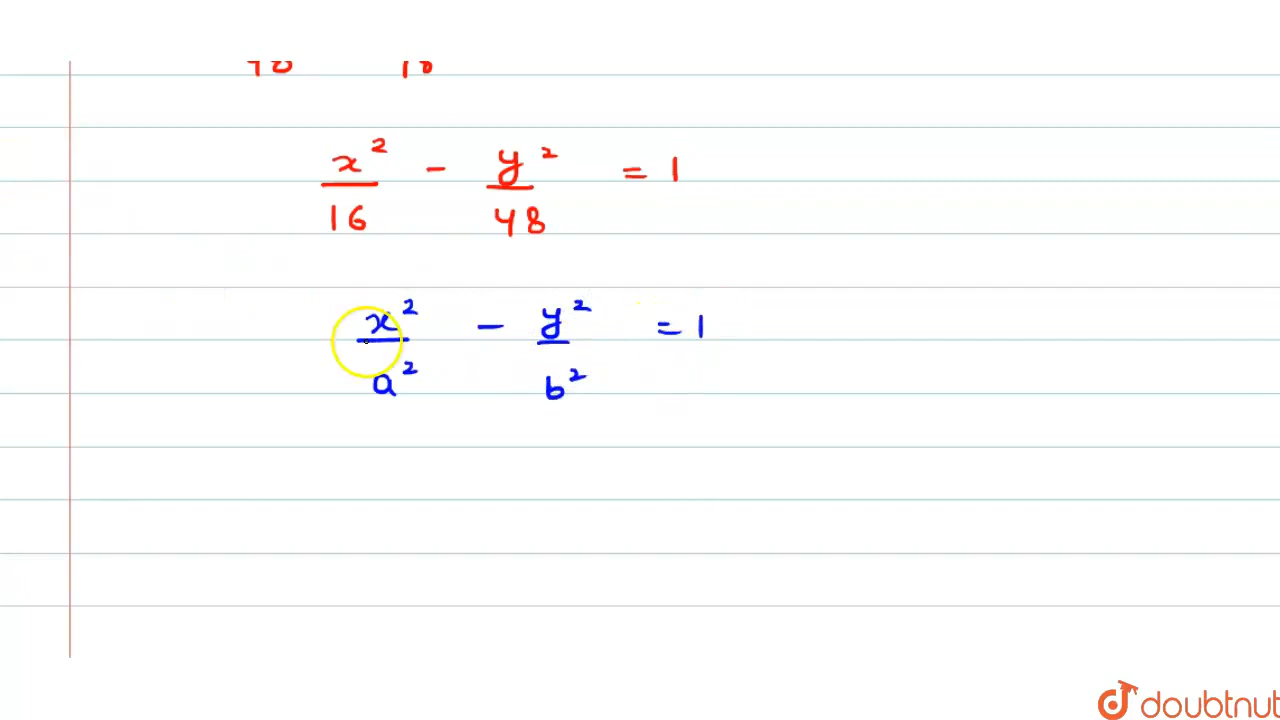 x² - y² = 1
16 48
x² - y² = 1
a² b²
doubtnut